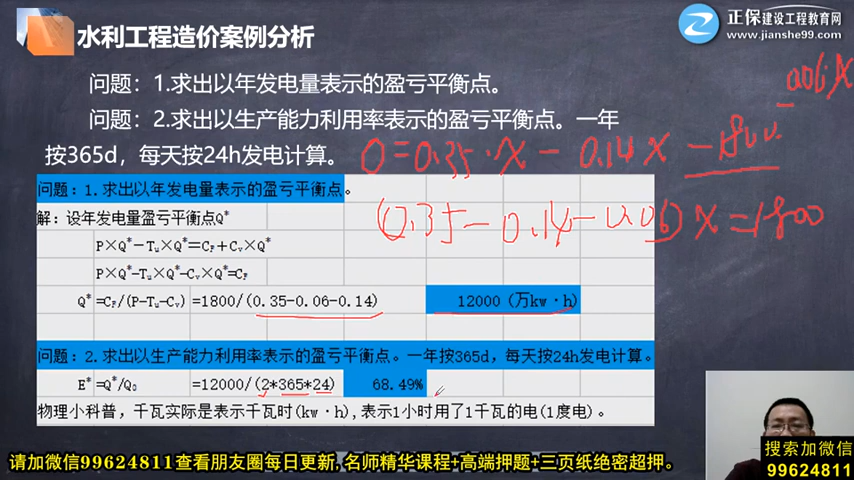 水利工程造价案例分析
正保建设工程教育网
www.jianshe99.com
问题：1.求出以年发电量表示的盈亏平衡点。
问题：2.求出以生产能力利用率表示的盈亏平衡点。一年
按365d，每天按24h发电计算。
0.06X
0=0.35·X-0.14X-1800
问题：1.求出以年发电量表示的盈亏平衡点。
解：设年发电量盈亏平衡点Q*
(0.35-0.14-0.06)X=1800
P×Q*-Tu×Q*=CF+Cv×Q*
P×Q*-Tu×Q*-Cv×Q*=CF
Q*=CF/(P-Tu-Cv) =1800/(0.35-0.06-0.14) 12000（万kw·h）
问题：2.求出以生产能力利用率表示的盈亏平衡点。一年按365d，每天按24h发电计算。
E*=Q*/Q0 =12000/(2*365*24) 68.49%
物理小科普，千瓦实际是表示千瓦时(kw·h),表示1小时用了1千瓦的电(1度电)。
搜索加微信
99624811
请加微信99624811查看朋友圈每日更新,名师精华课程+高端押题+三页纸绝密超押。